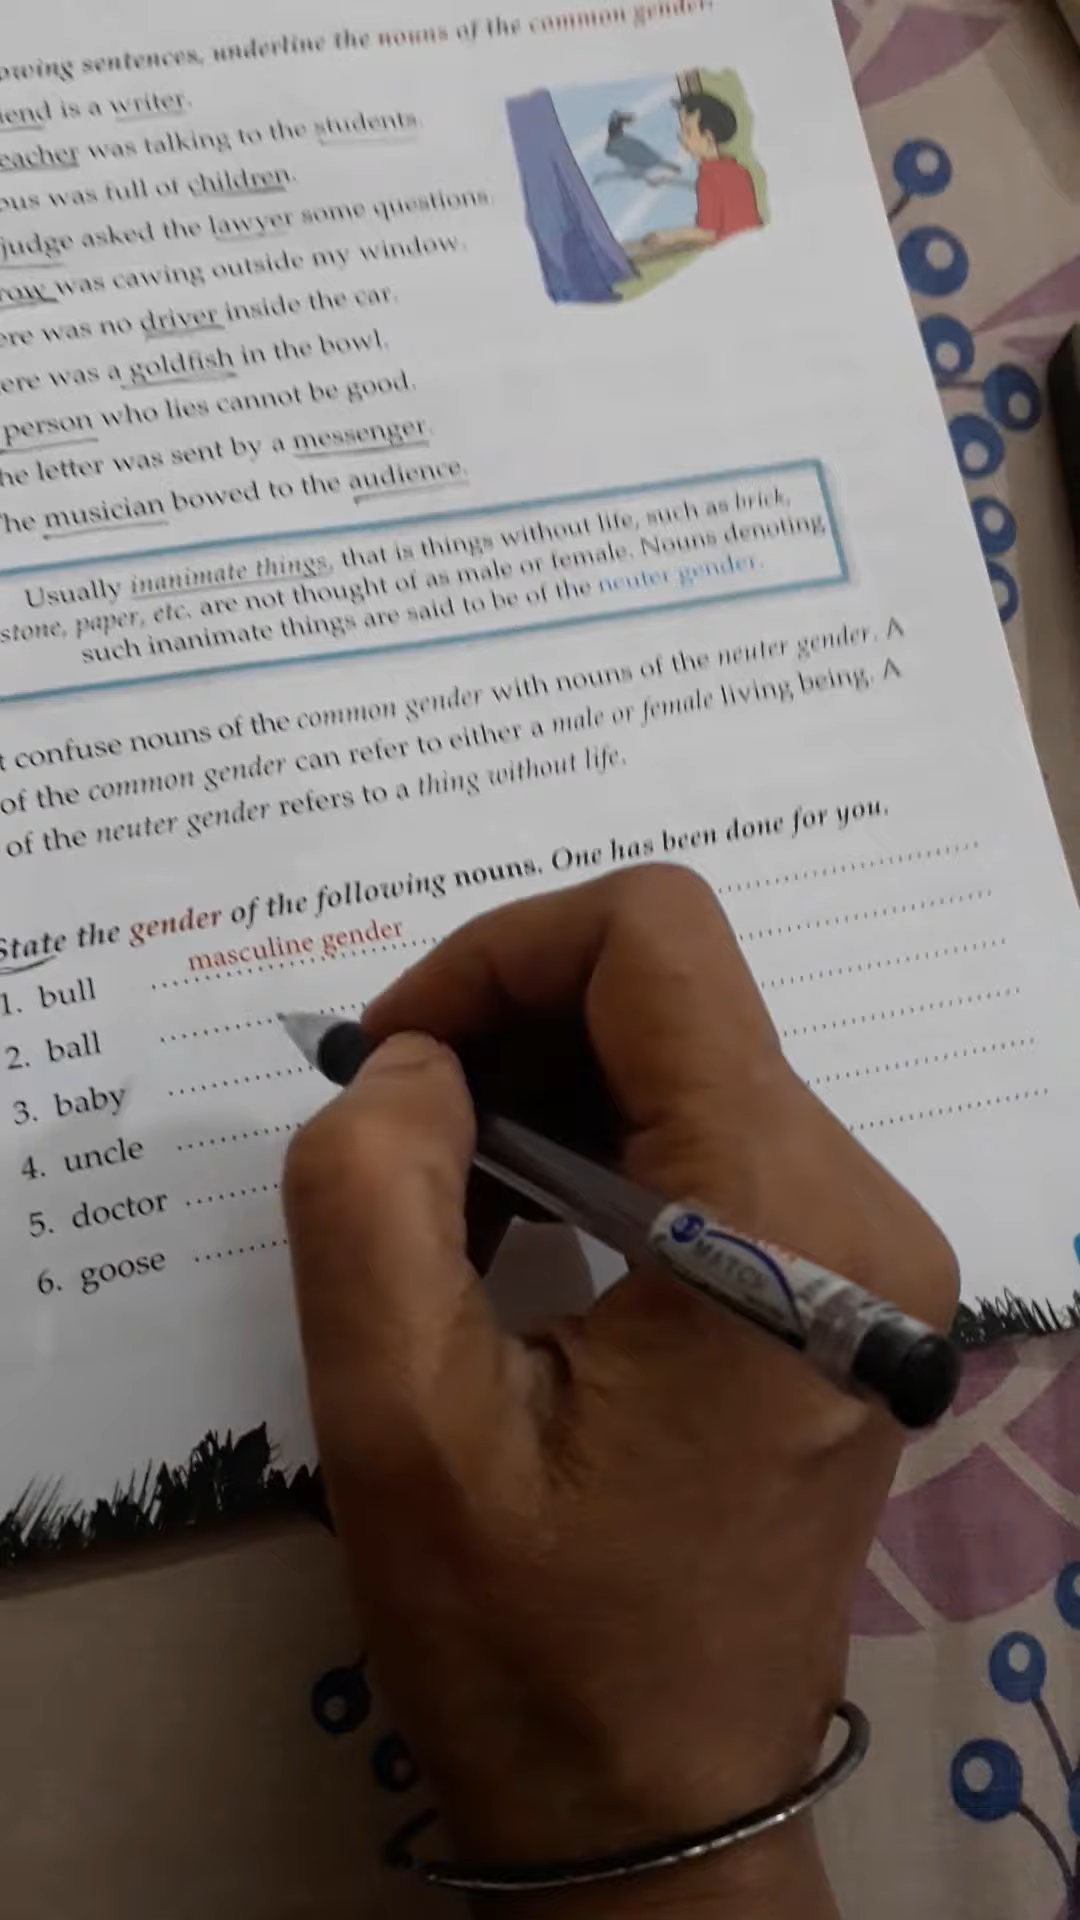 owing sentences, underline the nouns of the common gender.
iend is a writer.
eacher was talking to the students.
bus was full of children.
judge asked the lawyer some questions.
row was cawing outside my window.
ere was no driver inside the car.
ere was a goldfish in the bowl.
person who lies cannot be good.
he letter was sent by a messenger.
The musician bowed to the audience.
Usually inanimate things, that is things without life, such as brick,
stone, paper, etc. are not thought of as male or female. Nouns denoting
such inanimate things are said to be of the neuter gender.
t confuse nouns of the common gender with nouns of the neuter gender. A
of the common gender can refer to either a male or female living being. A
of the neuter gender refers to a thing without life.
State the gender of the following nouns. One has been done for you.
1. bull masculine gender
2. ball
3. baby
4. uncle
5. doctor
6. goose